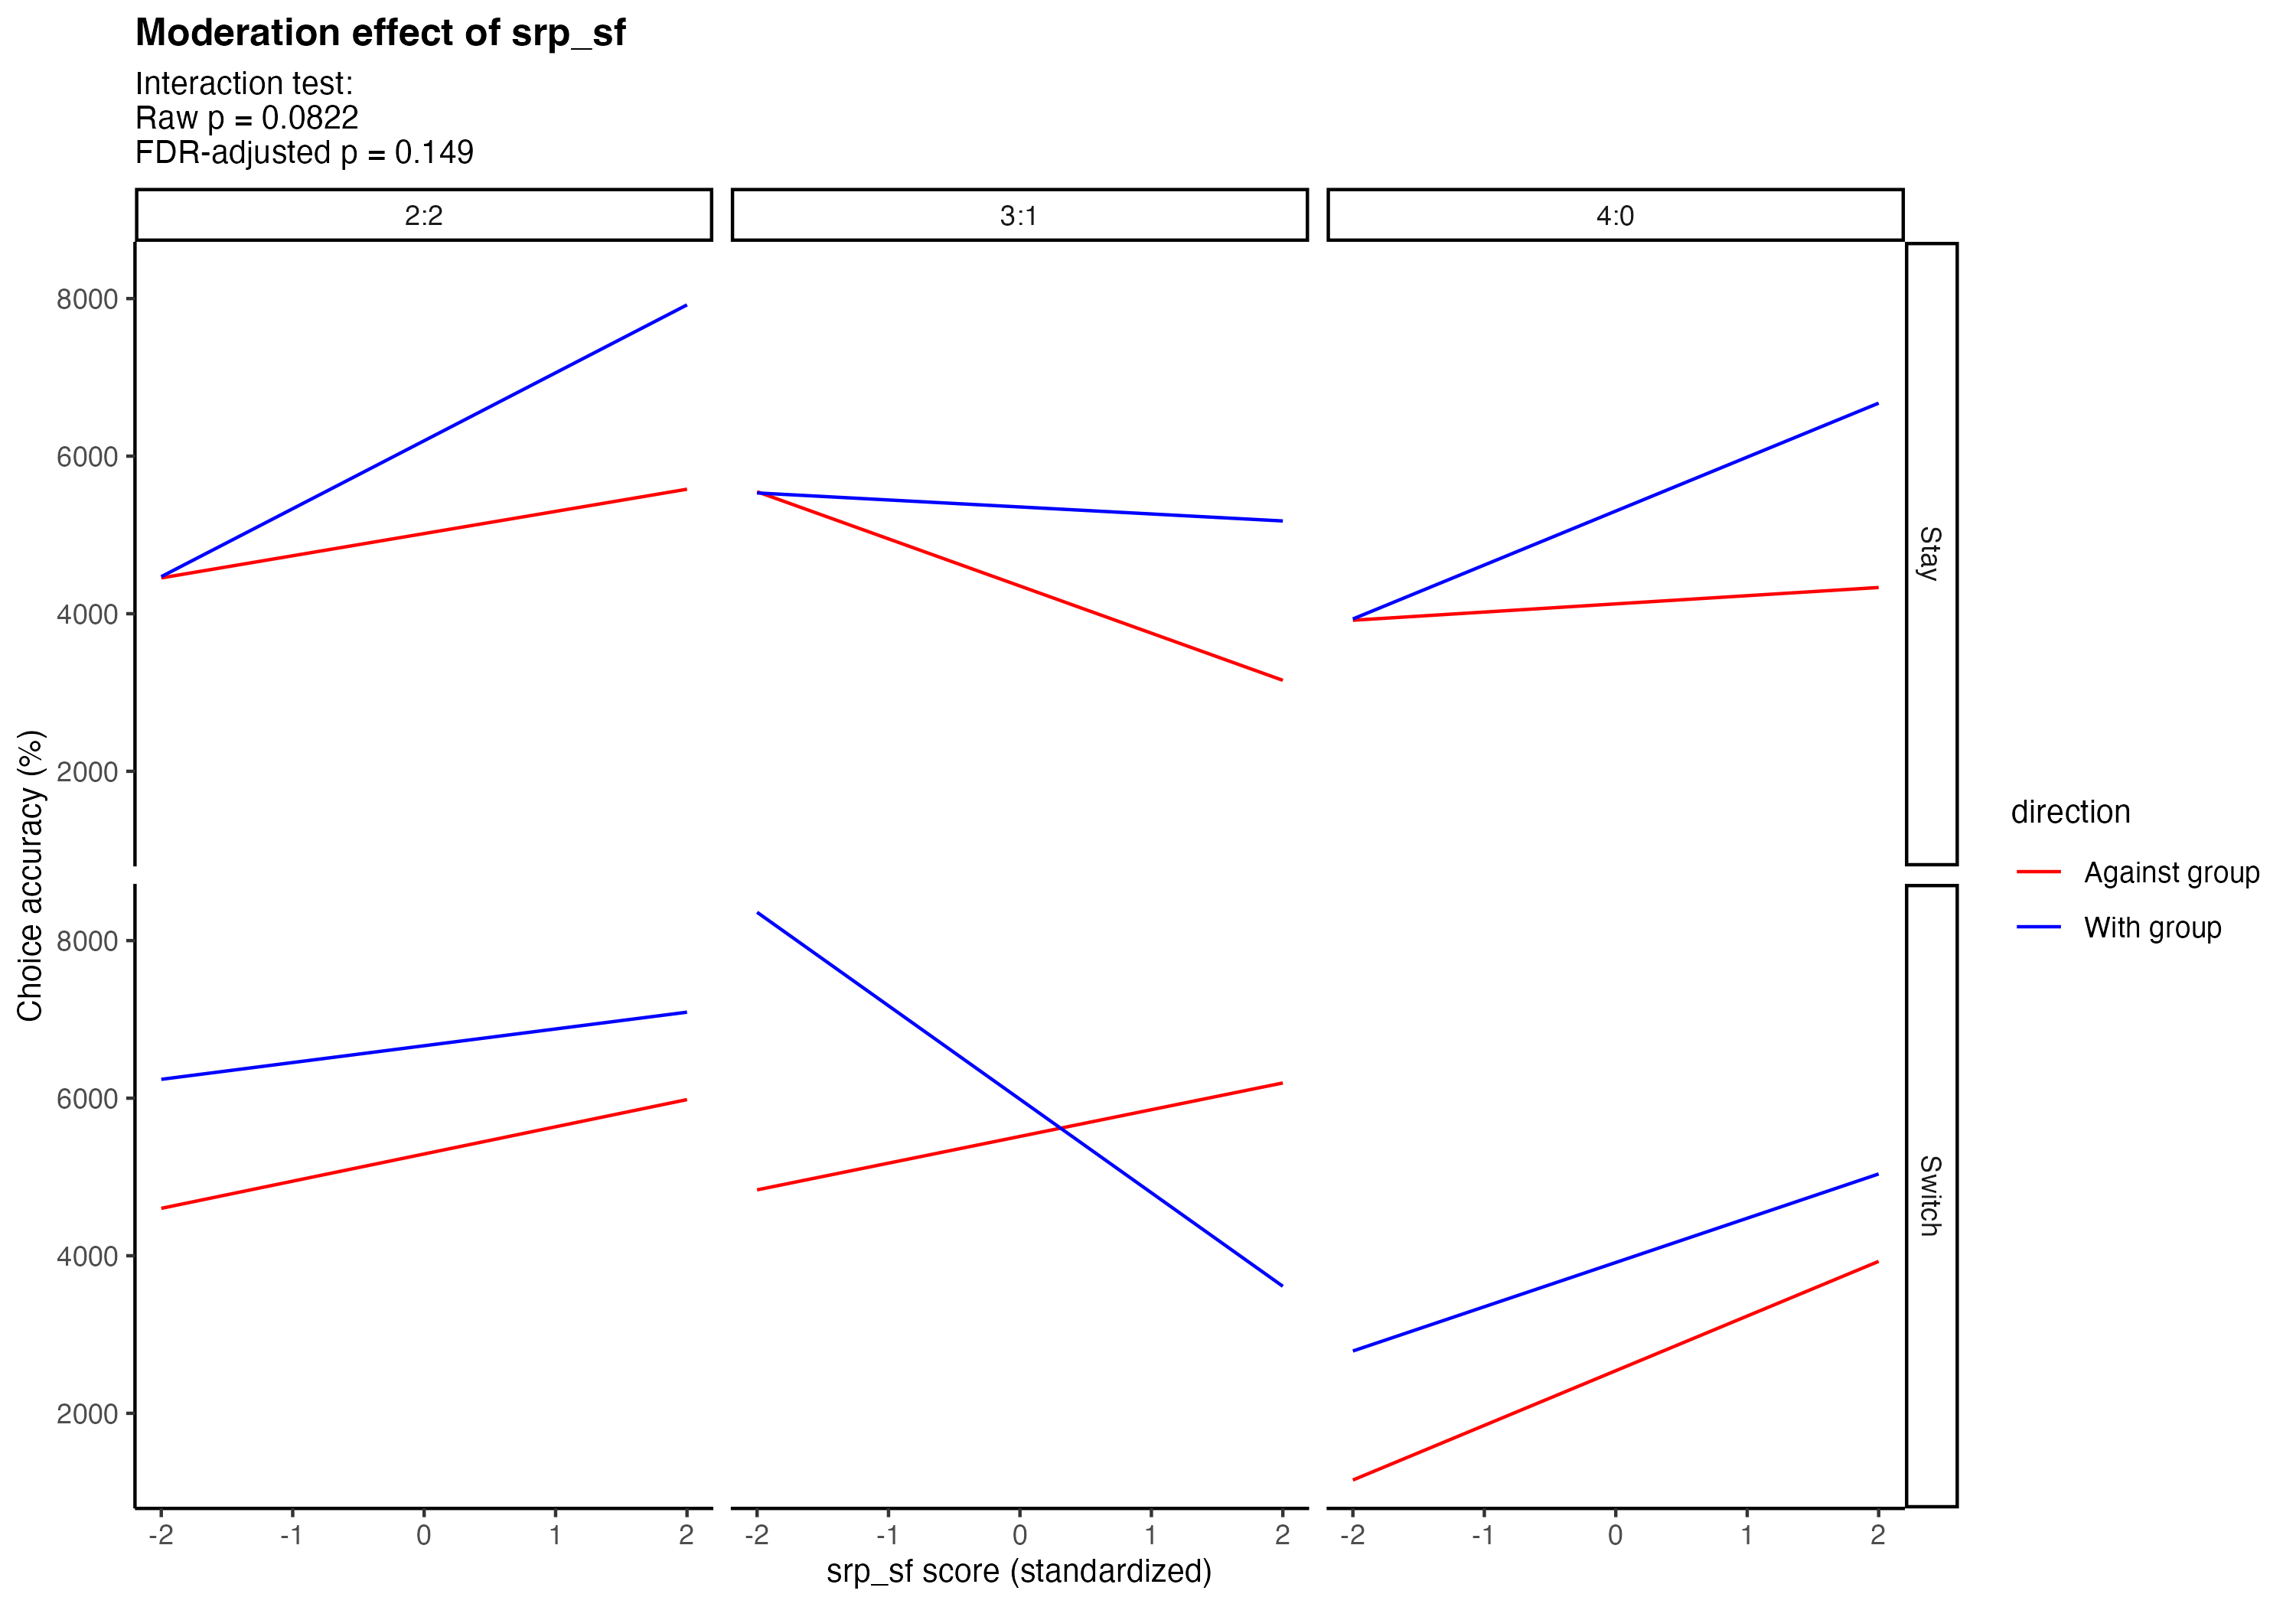 Moderation effect of srp_sf
Interaction test:
Raw p = 0.0822
FDR-adjusted p = 0.149
2:2
3:1
4:0
8000
6000
4000
2000
Stay
Choice accuracy (%)
8000
6000
4000
2000
Switch
direction
Against group
With group
-2 -1 0 1 2
-2 -1 0 1 2
-2 -1 0 1 2
srp_sf score (standardized)